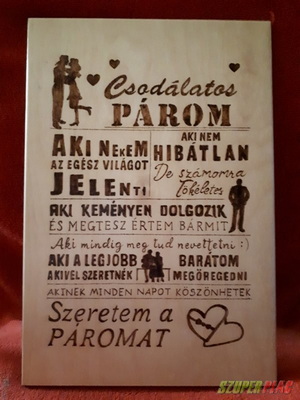 Csodálatos
PÁROM
AKI NEKEM
AZ EGÉSZ VILÁGOT
JELENTI
AKI NEM
HIBÁTLAN
De számomra
Tökéletes
AKI KEMÉNYEN DOLGOZIK
ÉS MEGTESZ ÉRTEM BÁRMIT
Aki mindig meg tud nevettetni :)
AKI A LEGJOBB BARÁTOM
AKIVEL SZERETNÉK MEGÖREGEDNI
AKINEK MINDEN NAPOT KÖSZÖNHETEK
Szeretem a
PÁROMAT
SZUPERPIAC